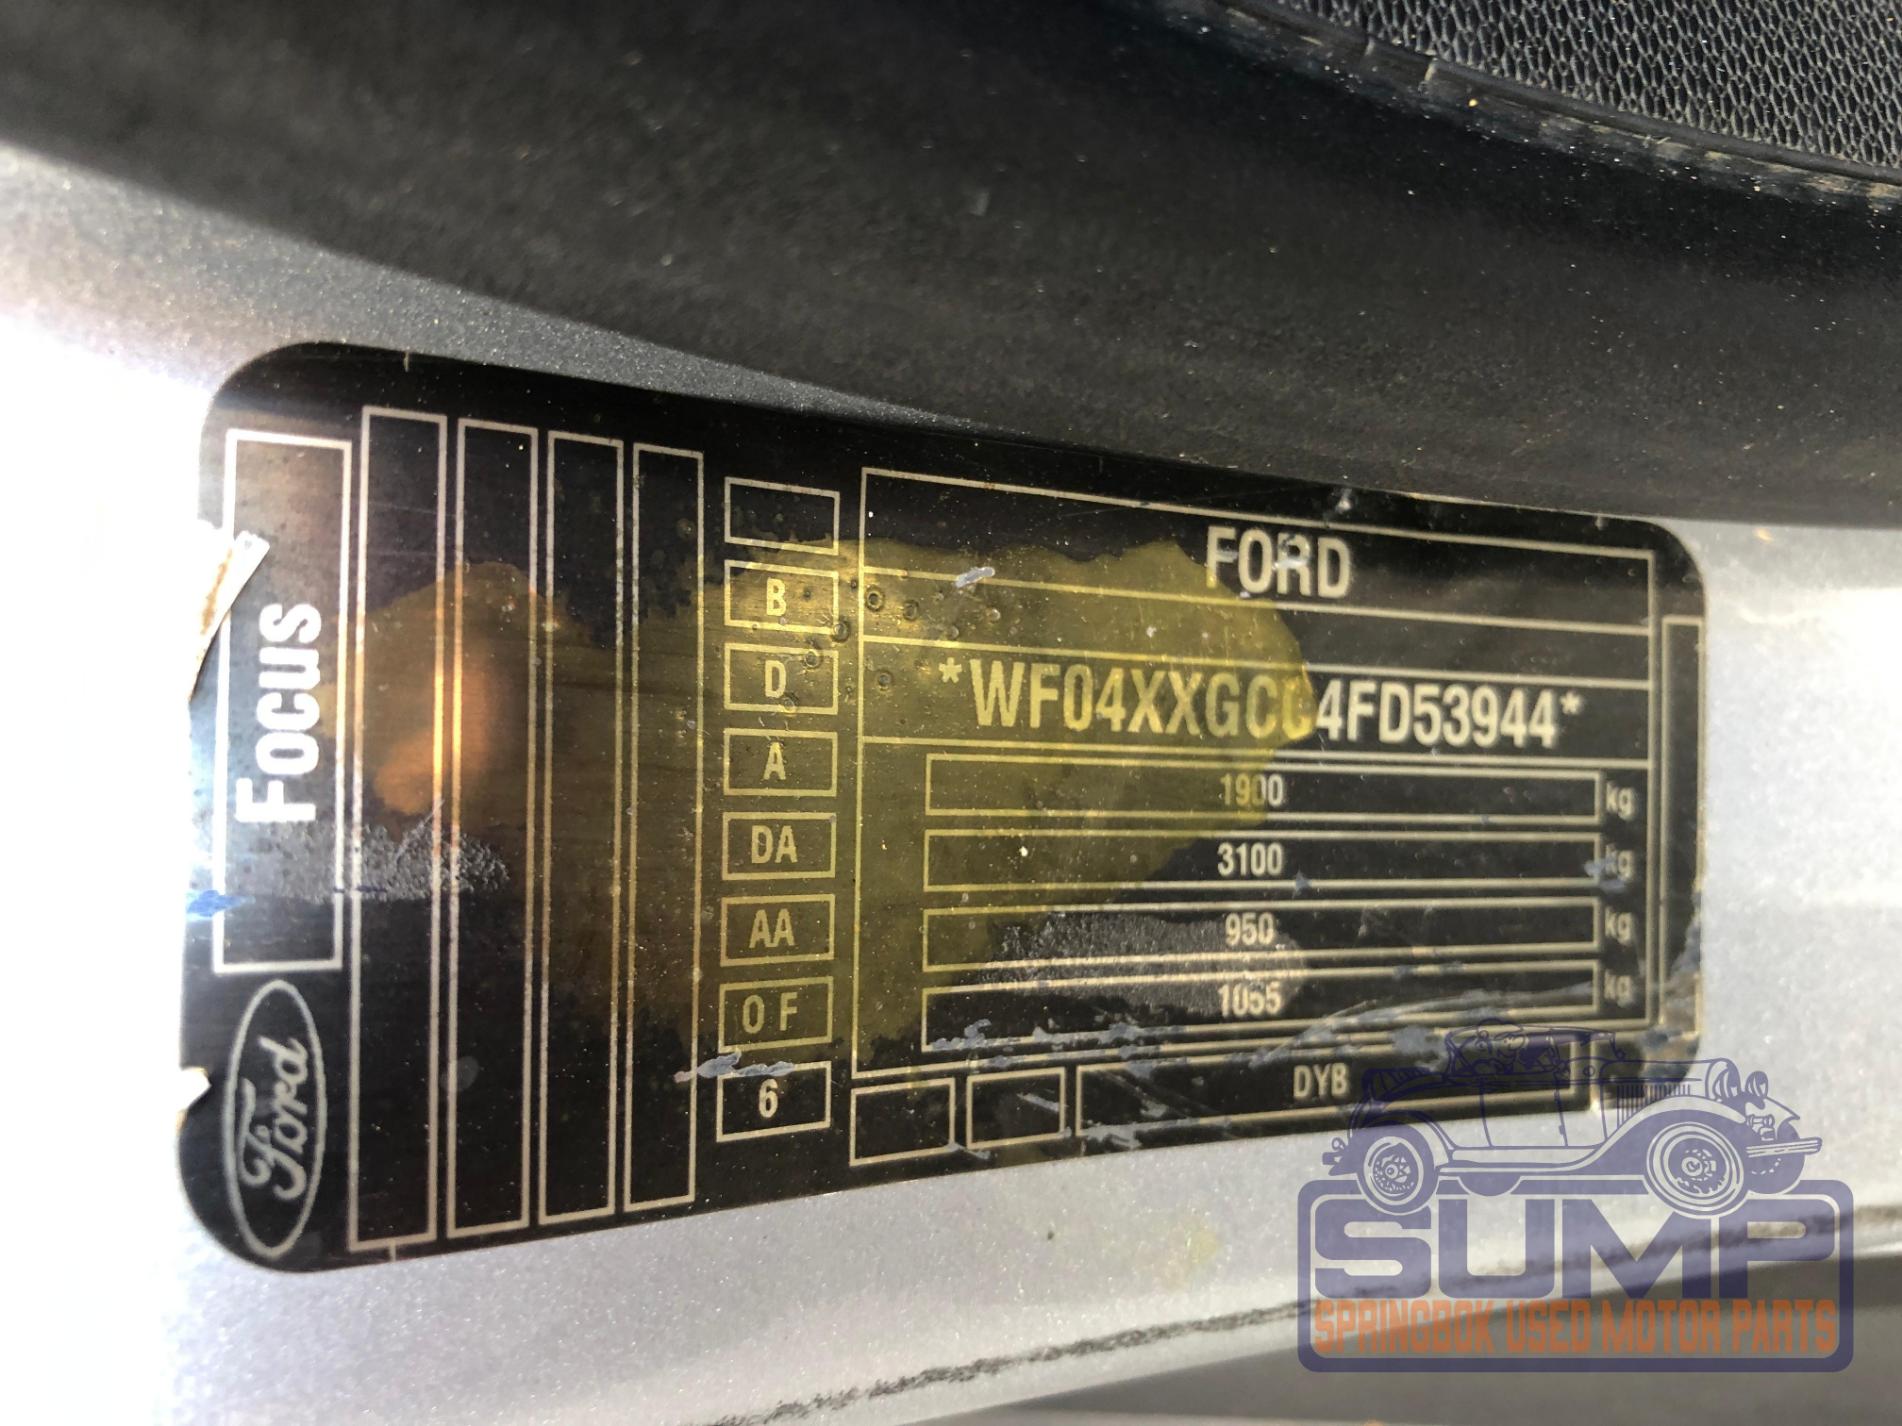 FOCUS
Ford
B
D
A
DA
AA
0 F
6
FORD
*WF04XXGCC4FD53944*
1900 kg
3100 kg
950 kg
1055 kg
DYB
SUMP
SPRINGBOK USED MOTOR PARTS